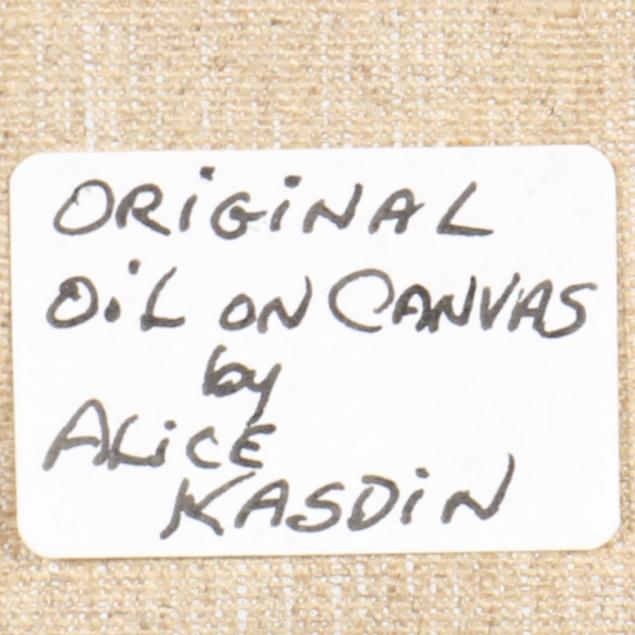 ORiGiNAL
OiL ON CANVAS
by
ALiCE
KASDiN